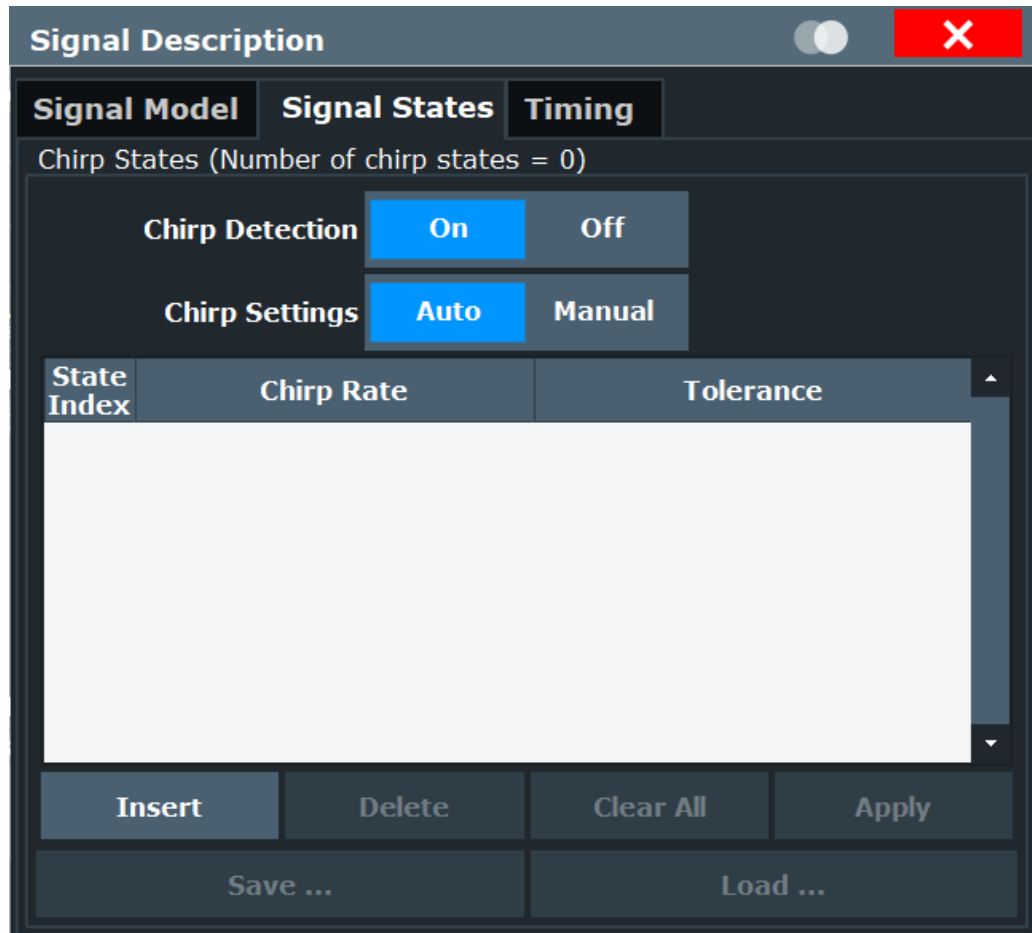 Signal Description
Signal Model Signal States Timing
Chirp States (Number of chirp states = 0)
Chirp Detection On Off
Chirp Settings Auto Manual
State Index Chirp Rate Tolerance
Insert Delete Clear All Apply
Save ... Load ...